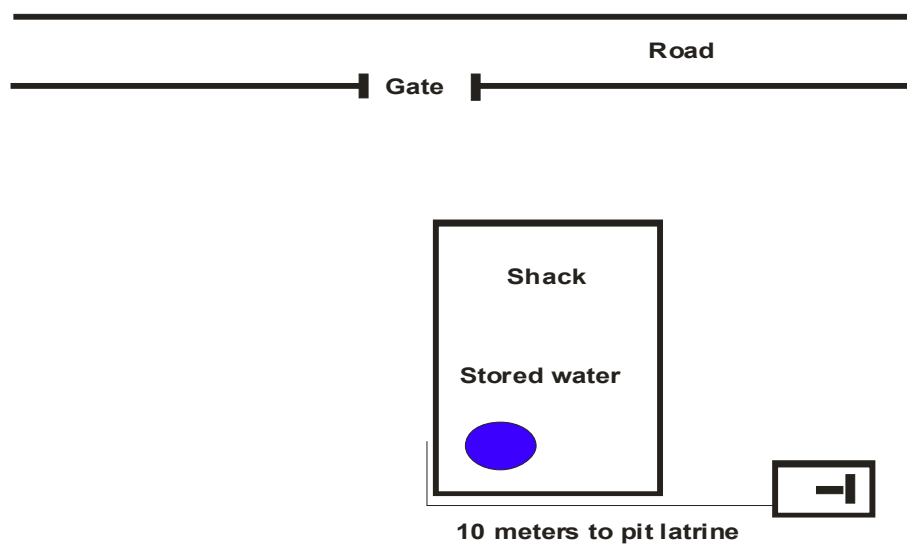 Road
Gate
Shack
Stored water
10 meters to pit latrine